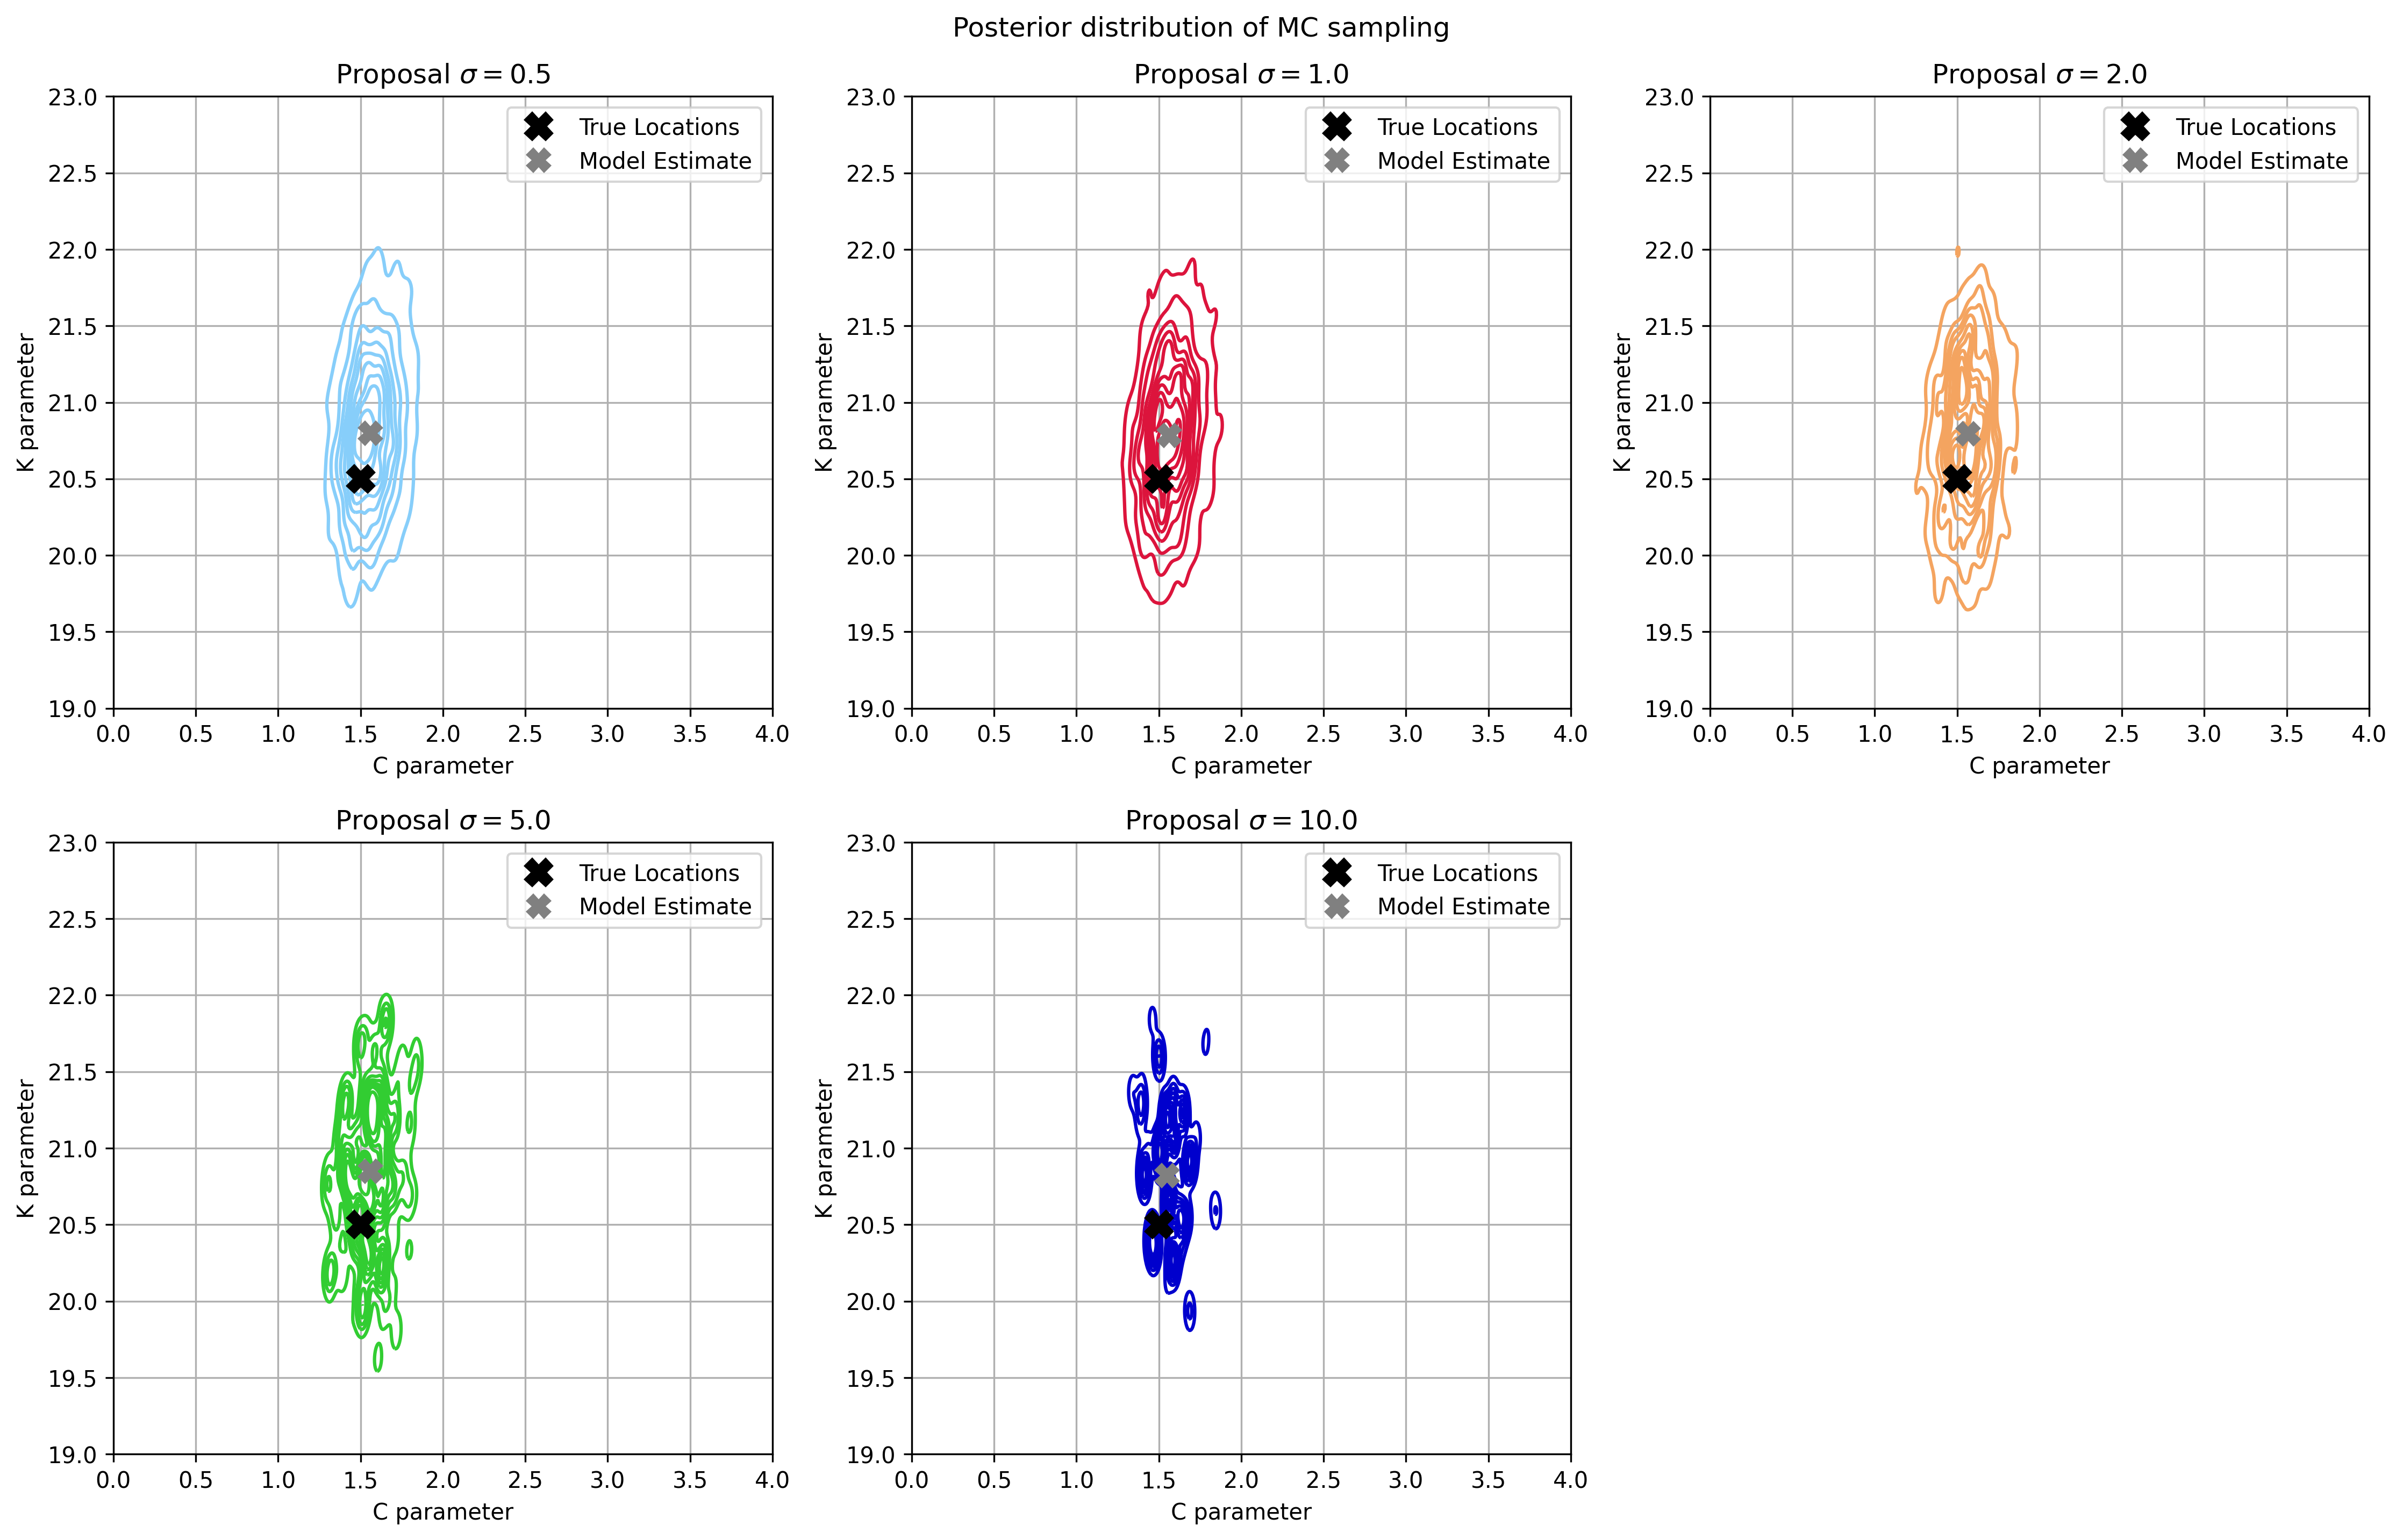 Posterior distribution of MC sampling
Proposal σ = 0.5
23.0
22.5
22.0
21.5
21.0
20.5
20.0
19.5
19.0
K parameter
0.0 0.5 1.0 1.5 2.0 2.5 3.0 3.5 4.0
C parameter
True Locations
Model Estimate
Proposal σ = 1.0
23.0
22.5
22.0
21.5
21.0
20.5
20.0
19.5
19.0
K parameter
0.0 0.5 1.0 1.5 2.0 2.5 3.0 3.5 4.0
C parameter
True Locations
Model Estimate
Proposal σ = 2.0
23.0
22.5
22.0
21.5
21.0
20.5
20.0
19.5
19.0
K parameter
0.0 0.5 1.0 1.5 2.0 2.5 3.0 3.5 4.0
C parameter
True Locations
Model Estimate
Proposal σ = 5.0
23.0
22.5
22.0
21.5
21.0
20.5
20.0
19.5
19.0
K parameter
0.0 0.5 1.0 1.5 2.0 2.5 3.0 3.5 4.0
C parameter
True Locations
Model Estimate
Proposal σ = 10.0
23.0
22.5
22.0
21.5
21.0
20.5
20.0
19.5
19.0
K parameter
0.0 0.5 1.0 1.5 2.0 2.5 3.0 3.5 4.0
C parameter
True Locations
Model Estimate